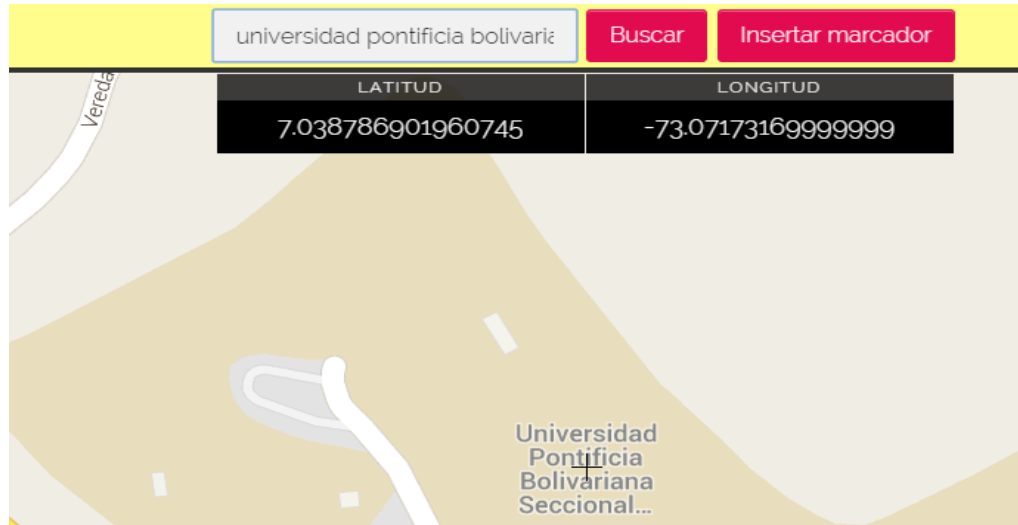 universidad pontificia bolivaria
Buscar
Insertar marcador
LATITUD
LONGITUD
7.038786901960745
-73.07173169999999
Vereda
Universidad
Pontificia
Bolivariana
Seccional...